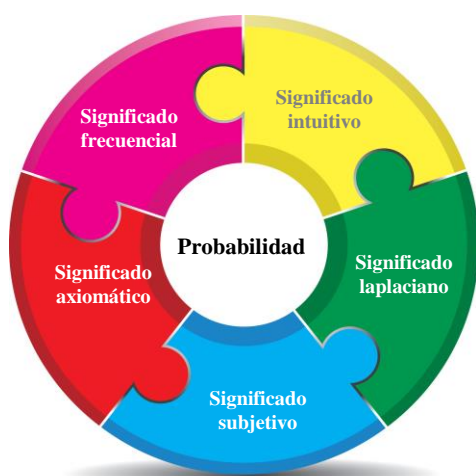 Significado
intuitivo
Significado
laplaciano
Significado
subjetivo
Significado
axiomático
Significado
frecuencial
Probabilidad